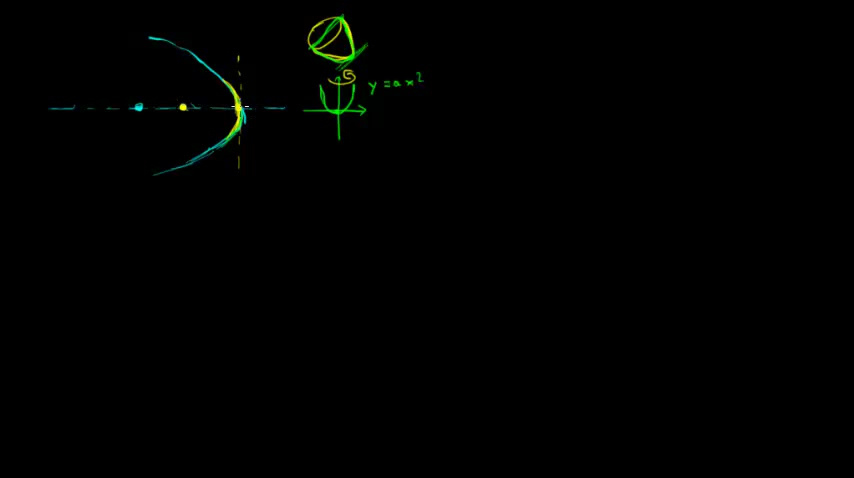 y = ax²